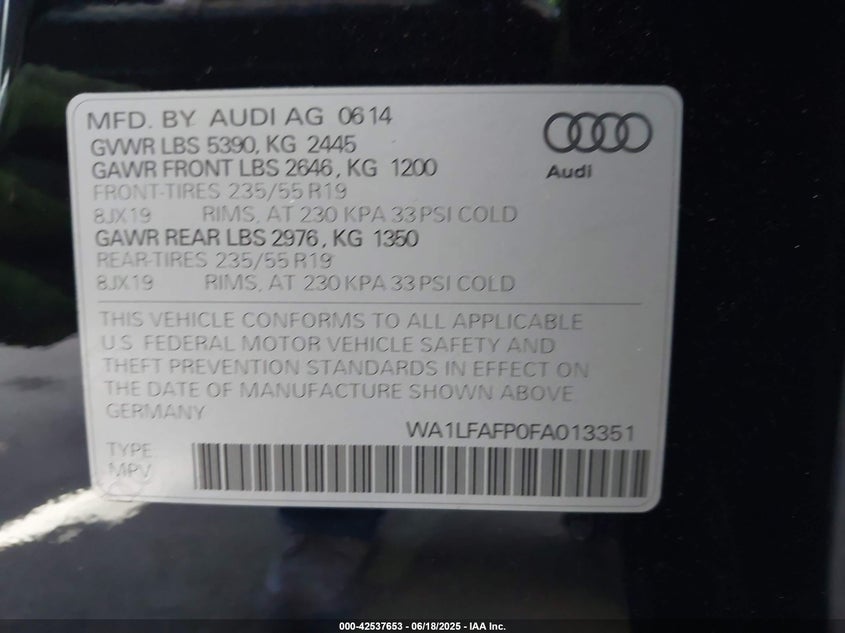 MFD. BY AUDI AG 0614
GVWR LBS 5390, KG 2445
GAWR FRONT LBS 2646, KG 1200
FRONT-TIRES 235/55 R19
8JX19 RIMS, AT 230 KPA 33 PSI COLD
GAWR REAR LBS 2976, KG 1350
REAR-TIRES 235/55 R19
8JX19 RIMS, AT 230 KPA 33 PSI COLD
Audi
THIS VEHICLE CONFORMS TO ALL APPLICABLE
U.S. FEDERAL MOTOR VEHICLE SAFETY AND
THEFT PREVENTION STANDARDS IN EFFECT ON
THE DATE OF MANUFACTURE SHOWN ABOVE
GERMANY
WA1LFAFP0FA013351
TYPE
MPV
000-42537653 - 06/18/2025 - IAA Inc.